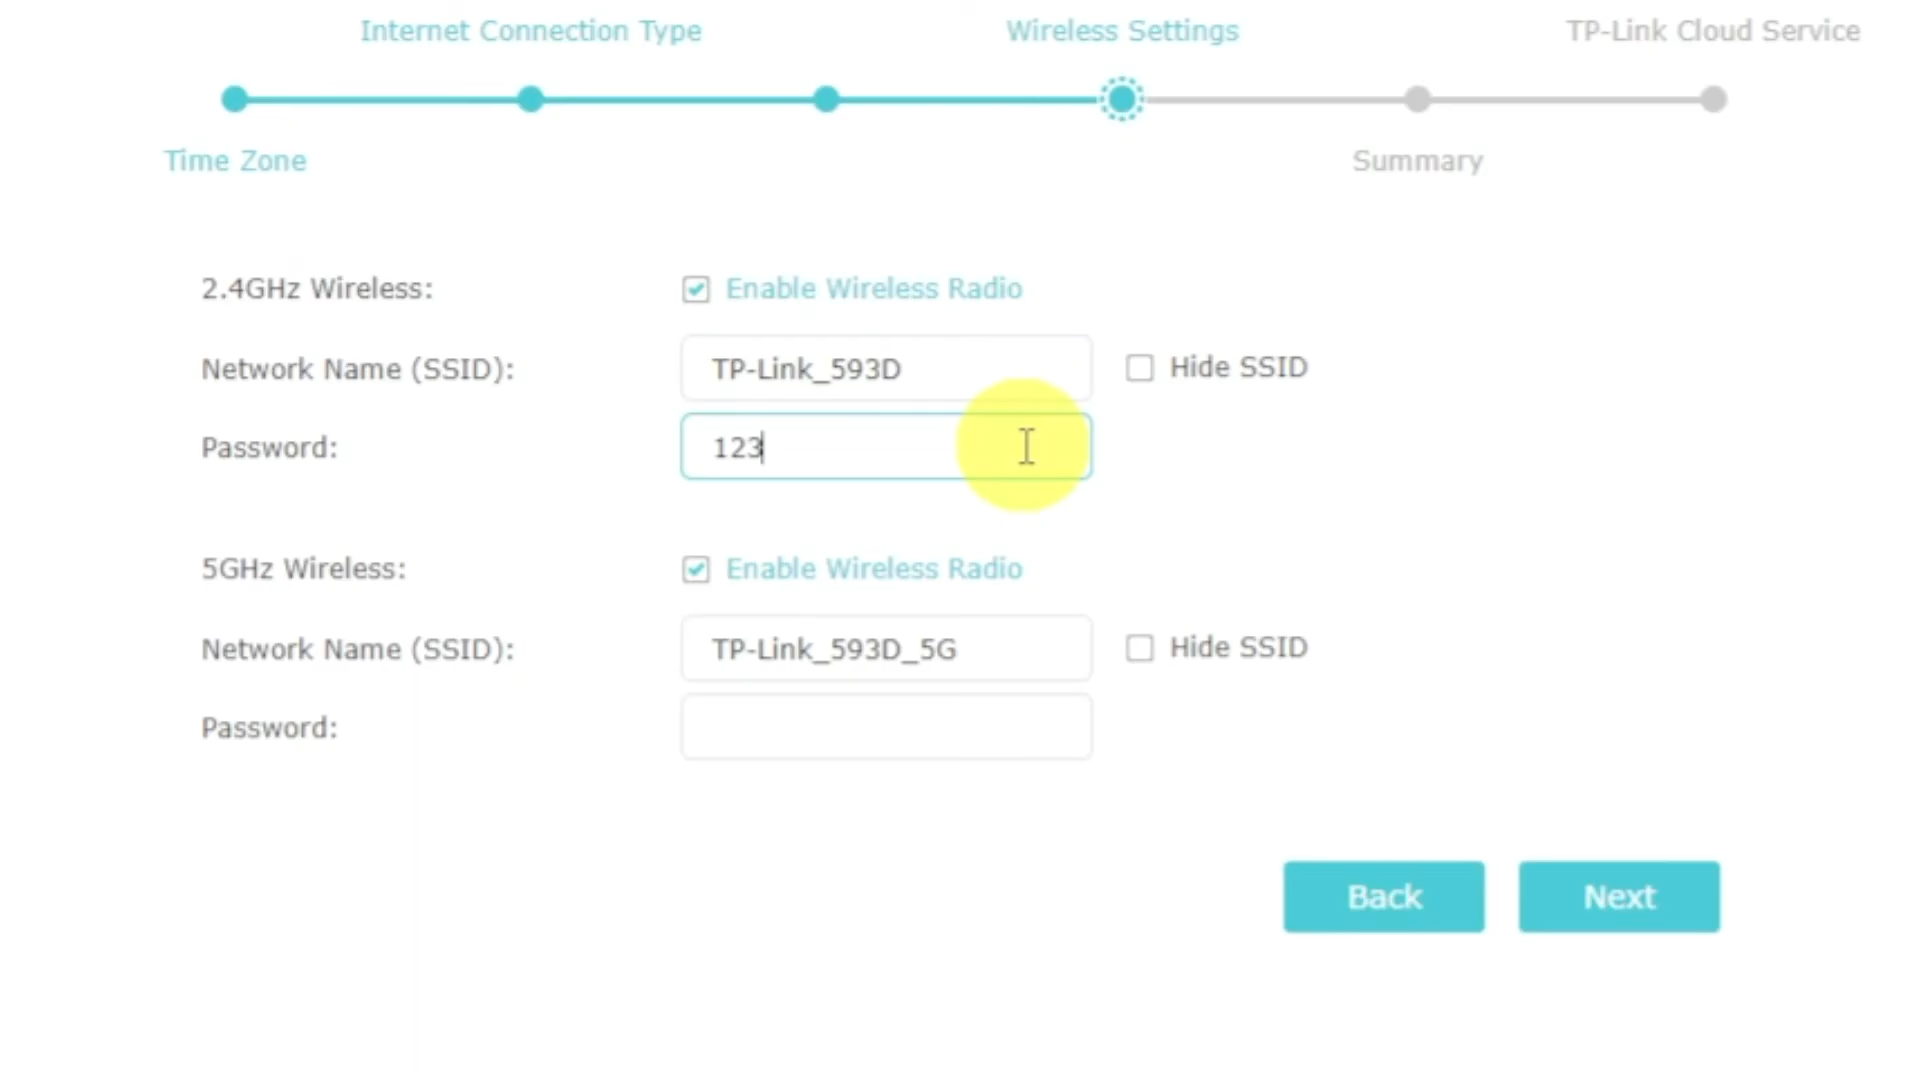 Internet Connection Type
Wireless Settings
TP-Link Cloud Service
Time Zone
Summary
2.4GHz Wireless:
Enable Wireless Radio
Network Name (SSID):
TP-Link_593D
Hide SSID
Password:
123
5GHz Wireless:
Enable Wireless Radio
Network Name (SSID):
TP-Link_593D_5G
Hide SSID
Password:
Back
Next